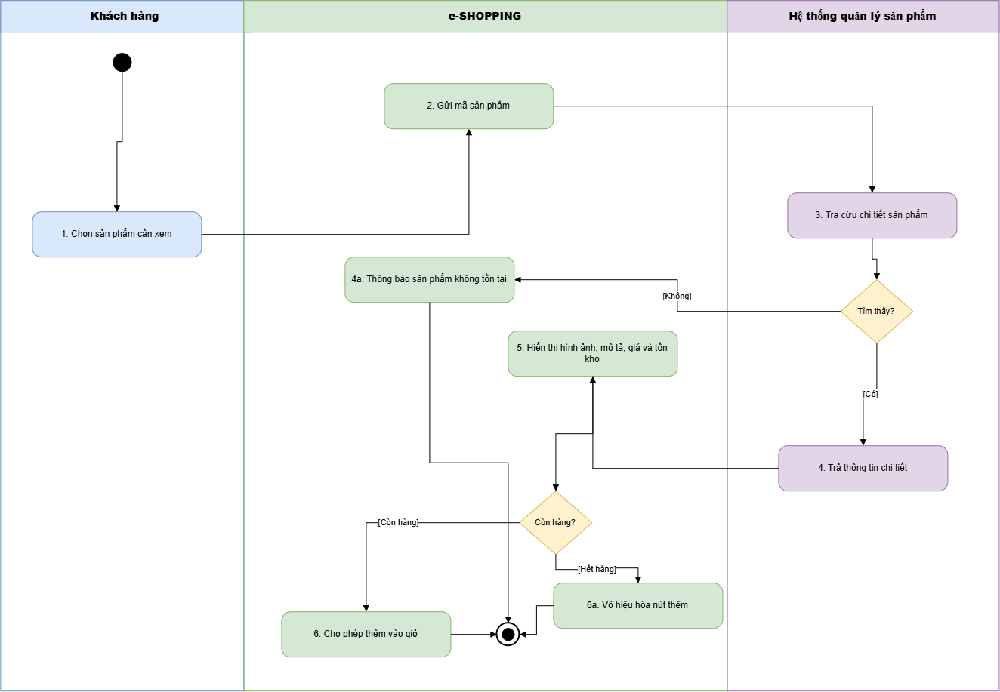 Khách hàng
e-SHOPPING
Hệ thống quản lý sản phẩm
2. Gửi mã sản phẩm
3. Tra cứu chi tiết sản phẩm
1. Chọn sản phẩm cần xem
4a. Thông báo sản phẩm không tồn tại
[Không]
Tìm thấy?
5. Hiển thị hình ảnh, mô tả, giá và tồn
kho
[Có]
4. Trả thông tin chi tiết
[Còn hàng]
Còn hàng?
[Hết hàng]
6a. Vô hiệu hóa nút thêm
6. Cho phép thêm vào giỏ